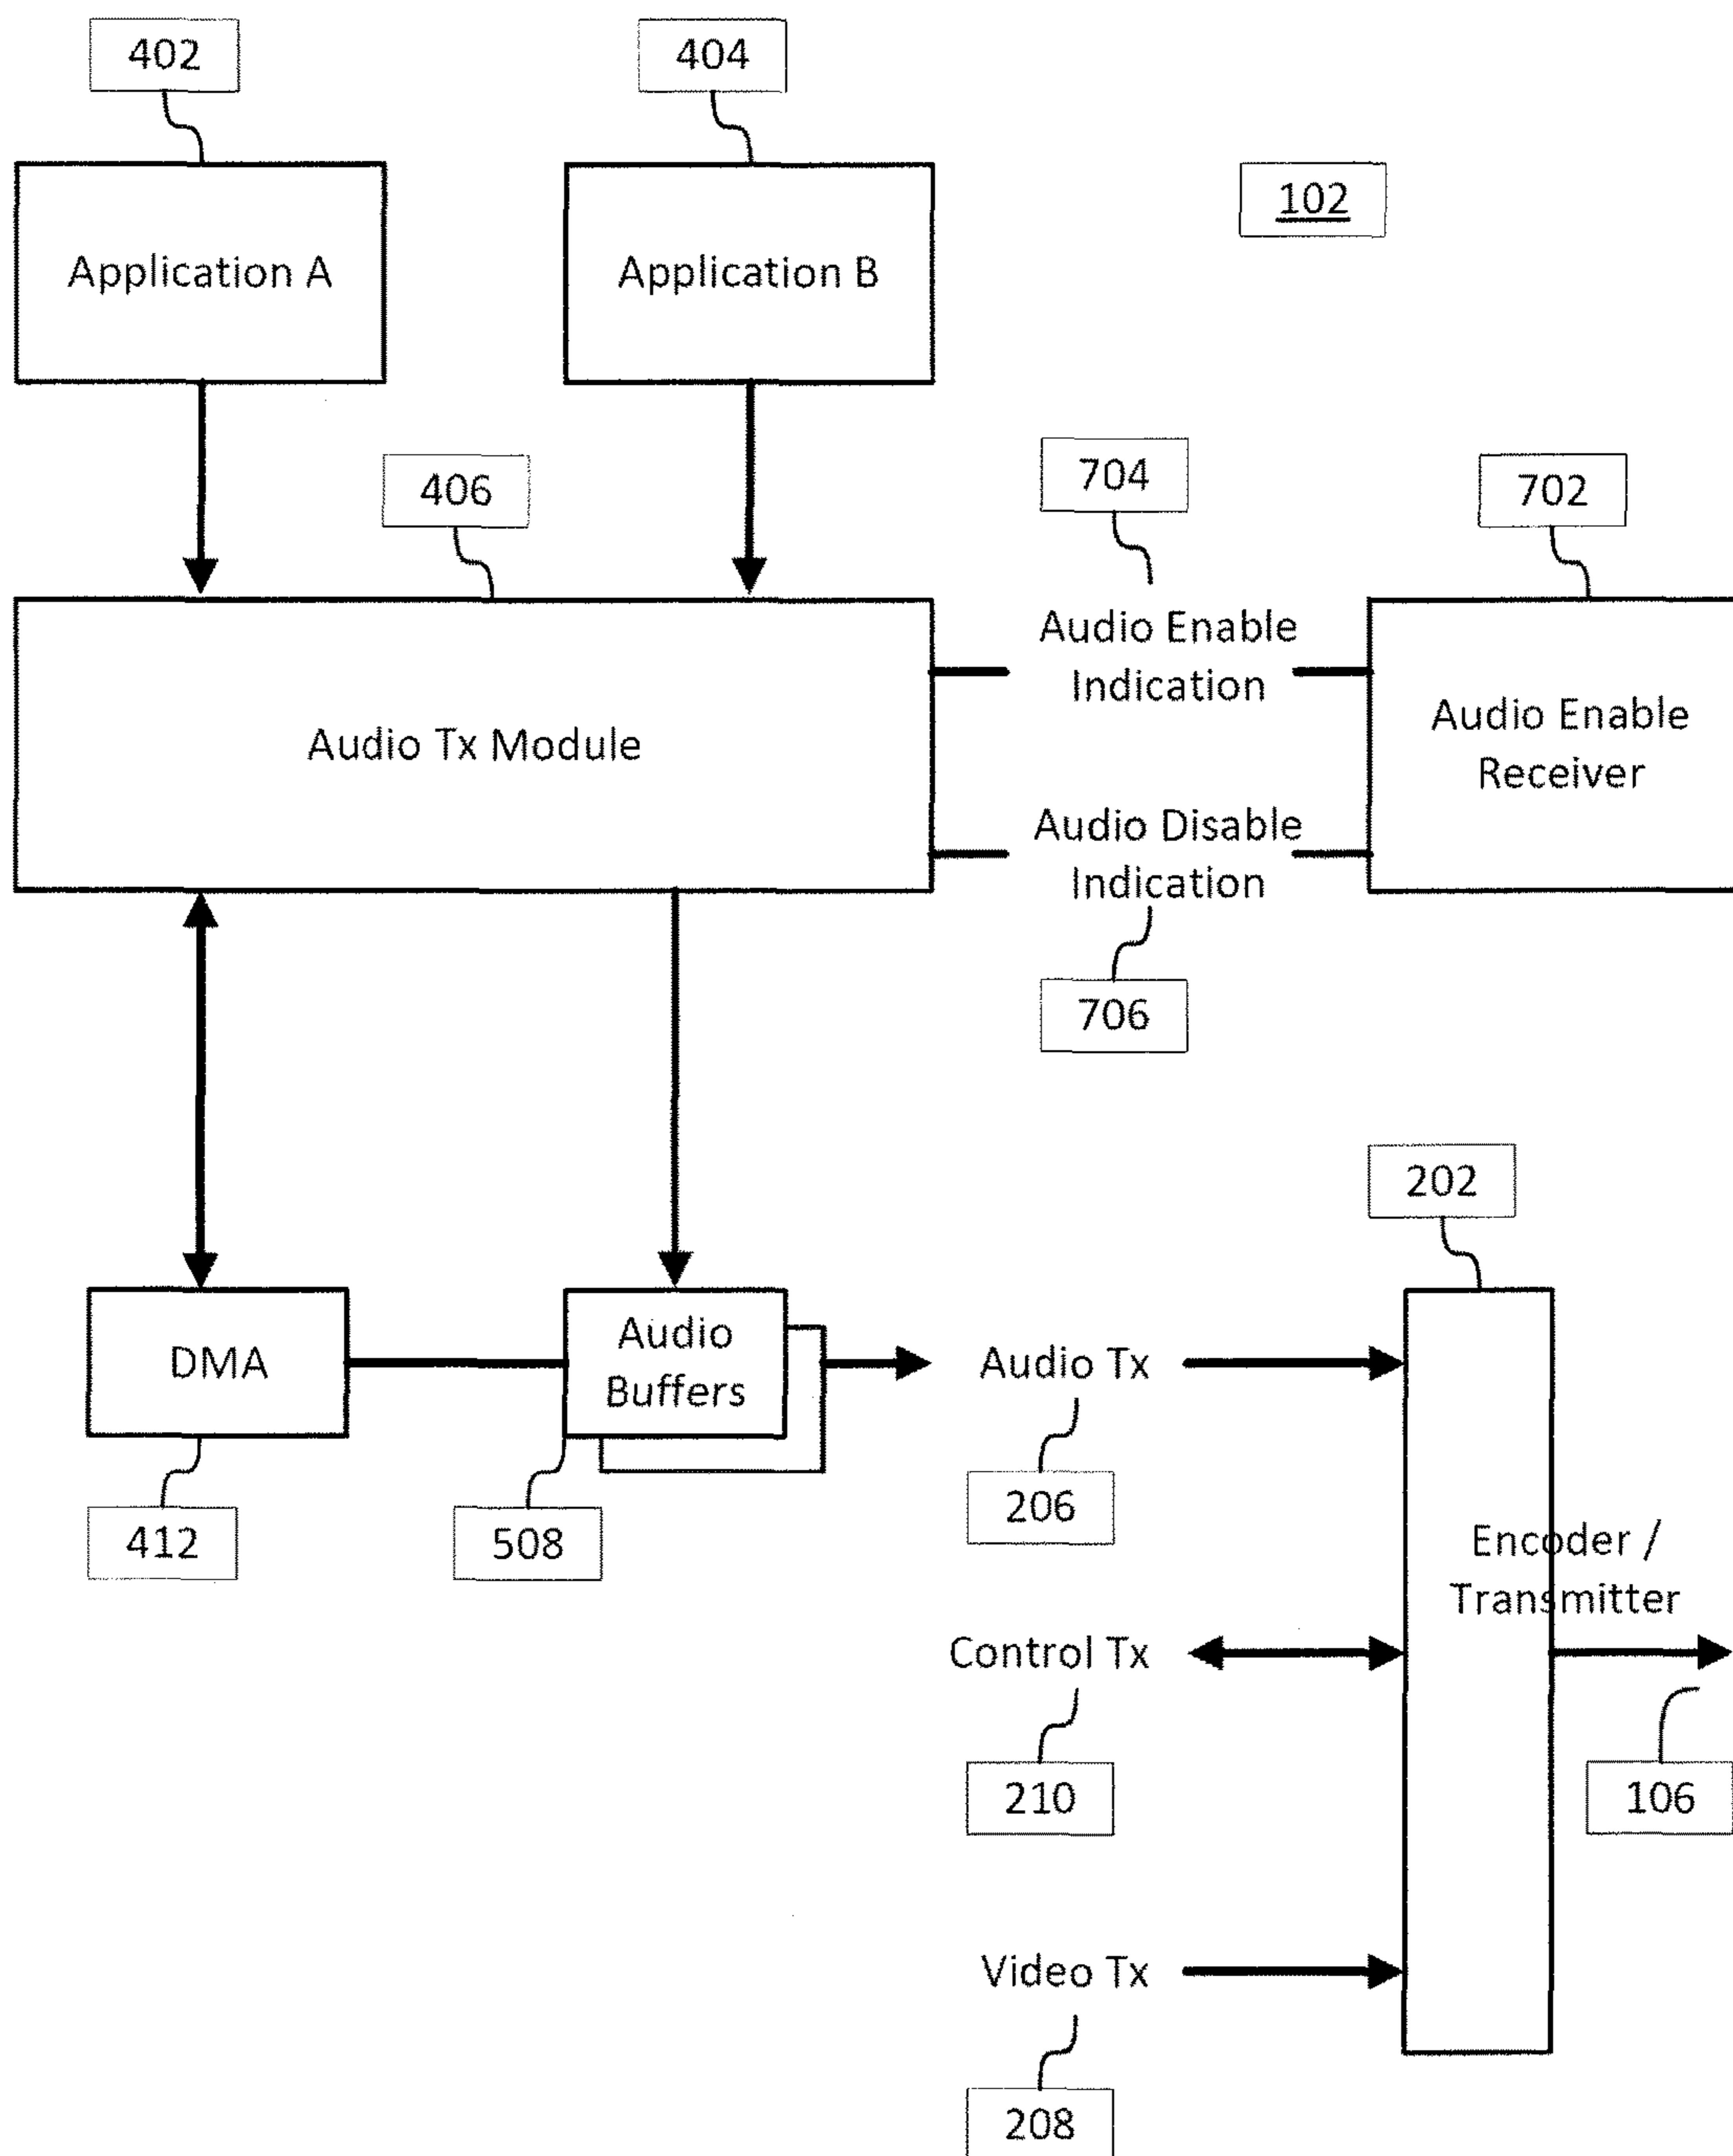 402
404
102
Application A
Application B
406
704
702
Audio Enable
Indication
Audio Tx Module
Audio Enable
Receiver
Audio Disable
Indication
706
202
DMA
Audio
Buffers
Audio Tx
412
508
206
Encoder /
Transmitter
Control Tx
210
106
Video Tx
208